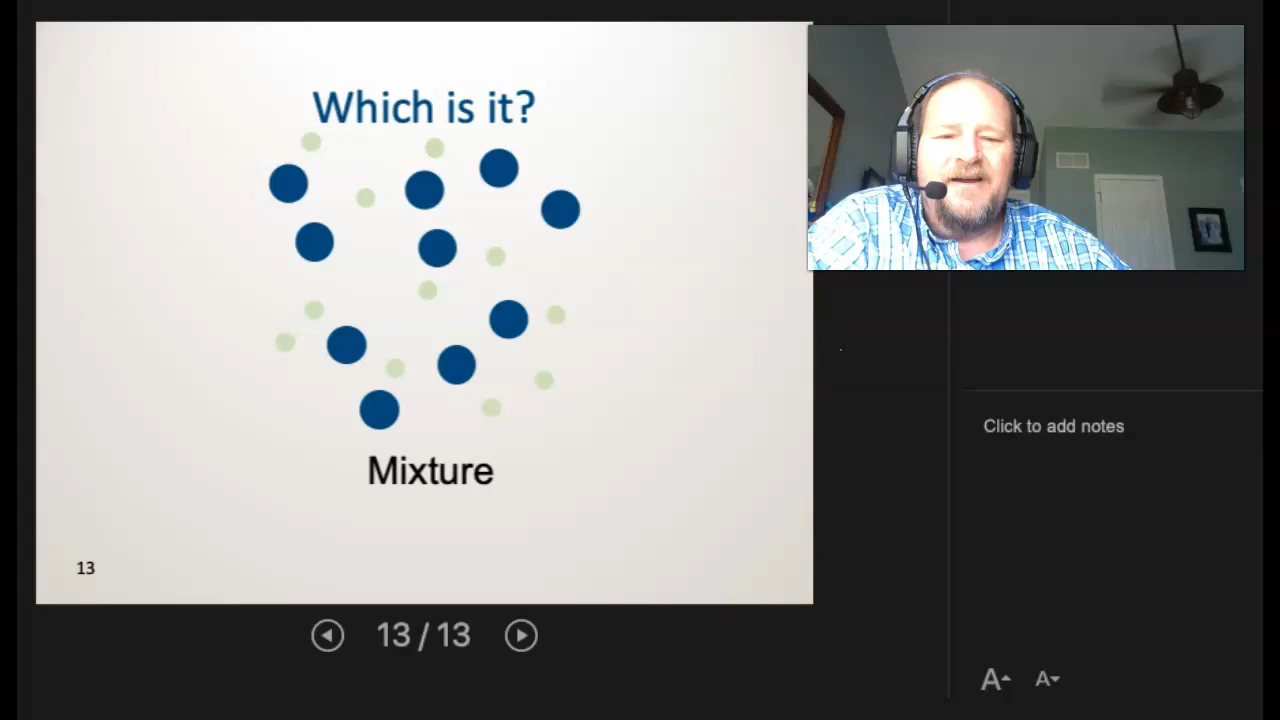 Which is it?
Mixture
13
13 / 13
Click to add notes
A
A